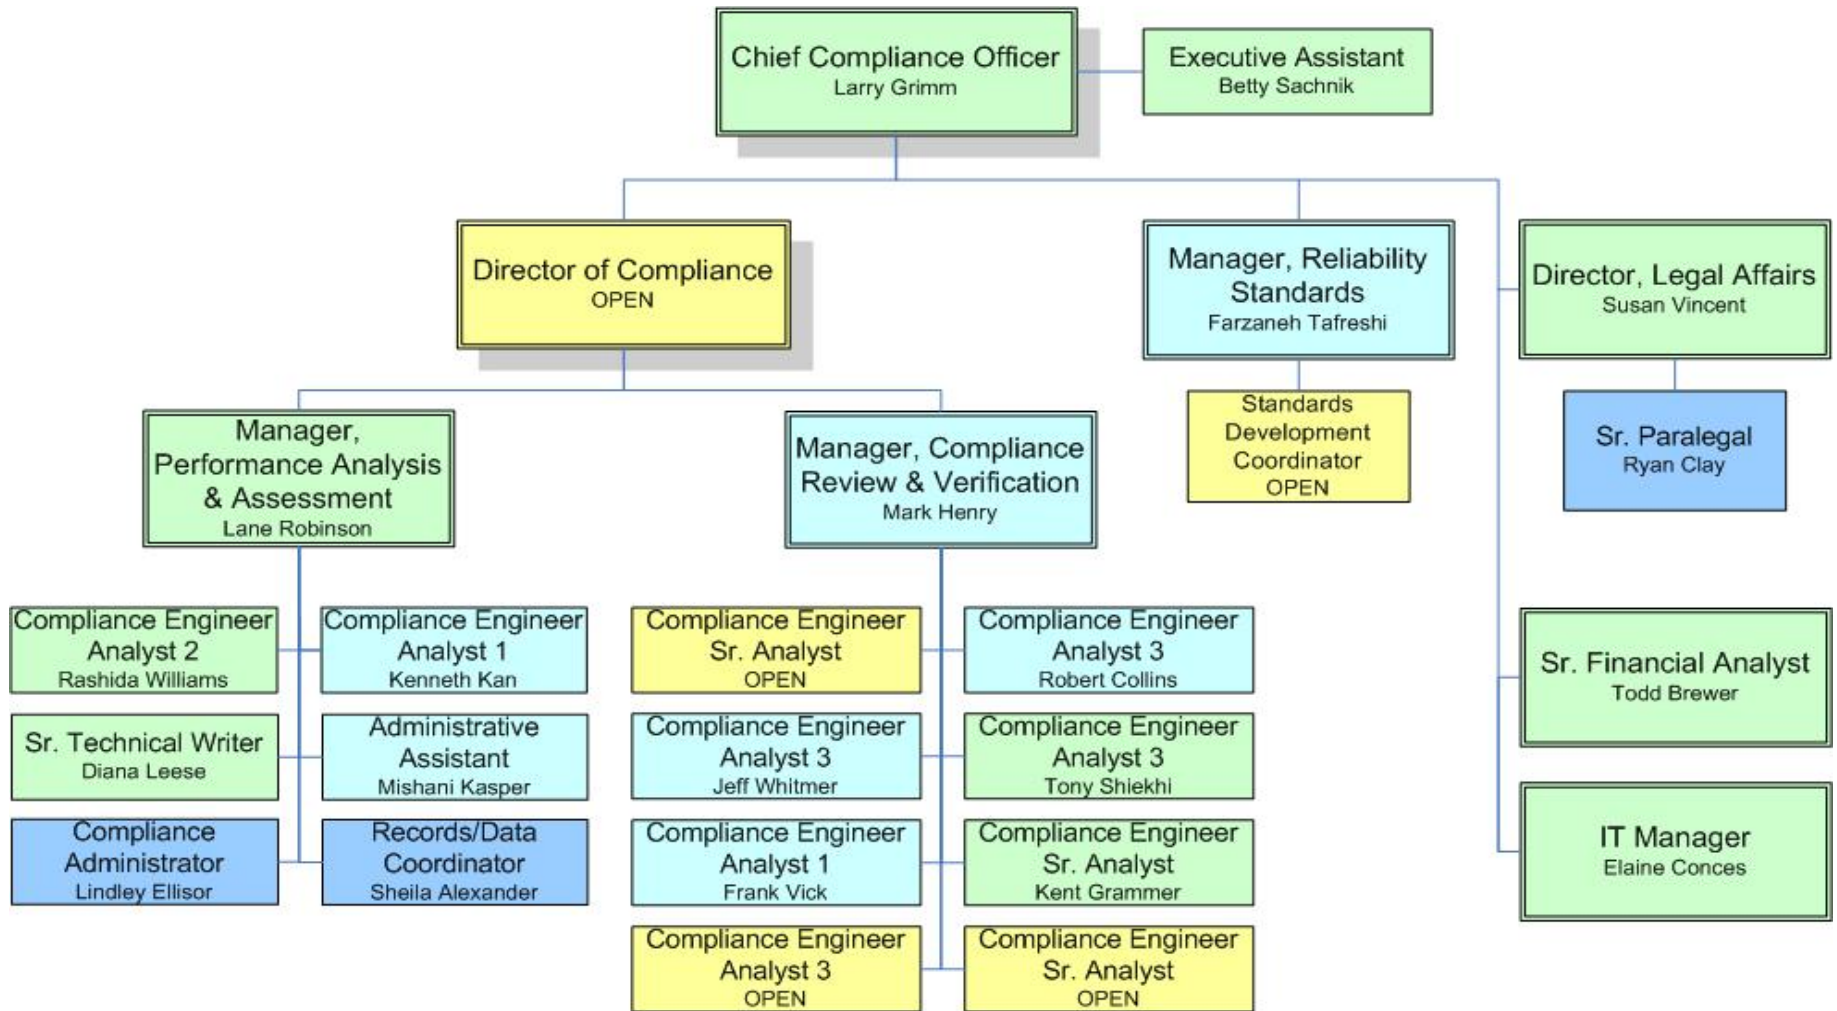 Chief Compliance Officer
Larry Grimm
Executive Assistant
Betty Sachnik
Director of Compliance
OPEN
Manager, Reliability
Standards
Farzaneh Tafreshi
Director, Legal Affairs
Susan Vincent
Standards
Development
Coordinator
OPEN
Sr. Paralegal
Ryan Clay
Manager,
Performance Analysis
& Assessment
Lane Robinson
Manager, Compliance
Review & Verification
Mark Henry
Compliance Engineer
Analyst 2
Rashida Williams
Compliance Engineer
Analyst 1
Kenneth Kan
Compliance Engineer
Sr. Analyst
OPEN
Compliance Engineer
Analyst 3
Robert Collins
Sr. Financial Analyst
Todd Brewer
Sr. Technical Writer
Diana Leese
Administrative
Assistant
Mishani Kasper
Compliance Engineer
Analyst 3
Jeff Whitmer
Compliance Engineer
Analyst 3
Tony Shiekhi
IT Manager
Elaine Conces
Compliance
Administrator
Lindley Ellisor
Records/Data
Coordinator
Sheila Alexander
Compliance Engineer
Analyst 1
Frank Vick
Compliance Engineer
Sr. Analyst
Kent Grammer
Compliance Engineer
Analyst 3
OPEN
Compliance Engineer
Sr. Analyst
OPEN